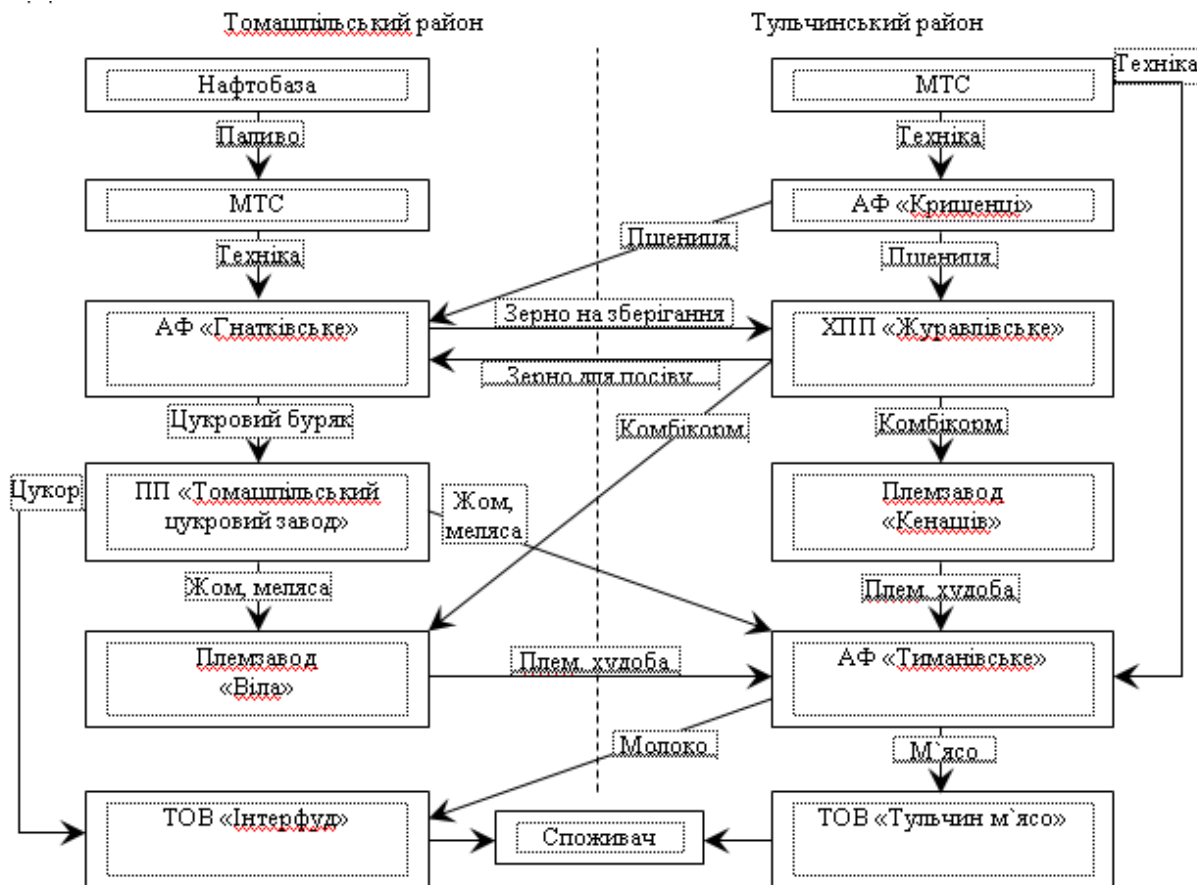 Томашпільський район
Тульчинський район
Нафтобаза
МТС
Техніка
Паливо
Техніка
МТС
АФ «Кришенці»
Пшениця
Техніка
Пшениця
АФ «Гнатківське»
Зерно на зберігання
ХПП «Журавлівське»
Зерно для посіву
Цукровий буряк
Комбікорм
Комбікорм
Цукор
ПП «Томашпільський
цукровий завод»
Жом,
меляса
Племзавод
«Кенашів»
Жом, меляса
Плем. худоба
Племзавод
«Віла»
Плем. худоба
АФ «Тиманівське»
Молоко
М`ясо
ТОВ «Інтерфуд»
Споживач
ТОВ «Тульчин м`ясо»